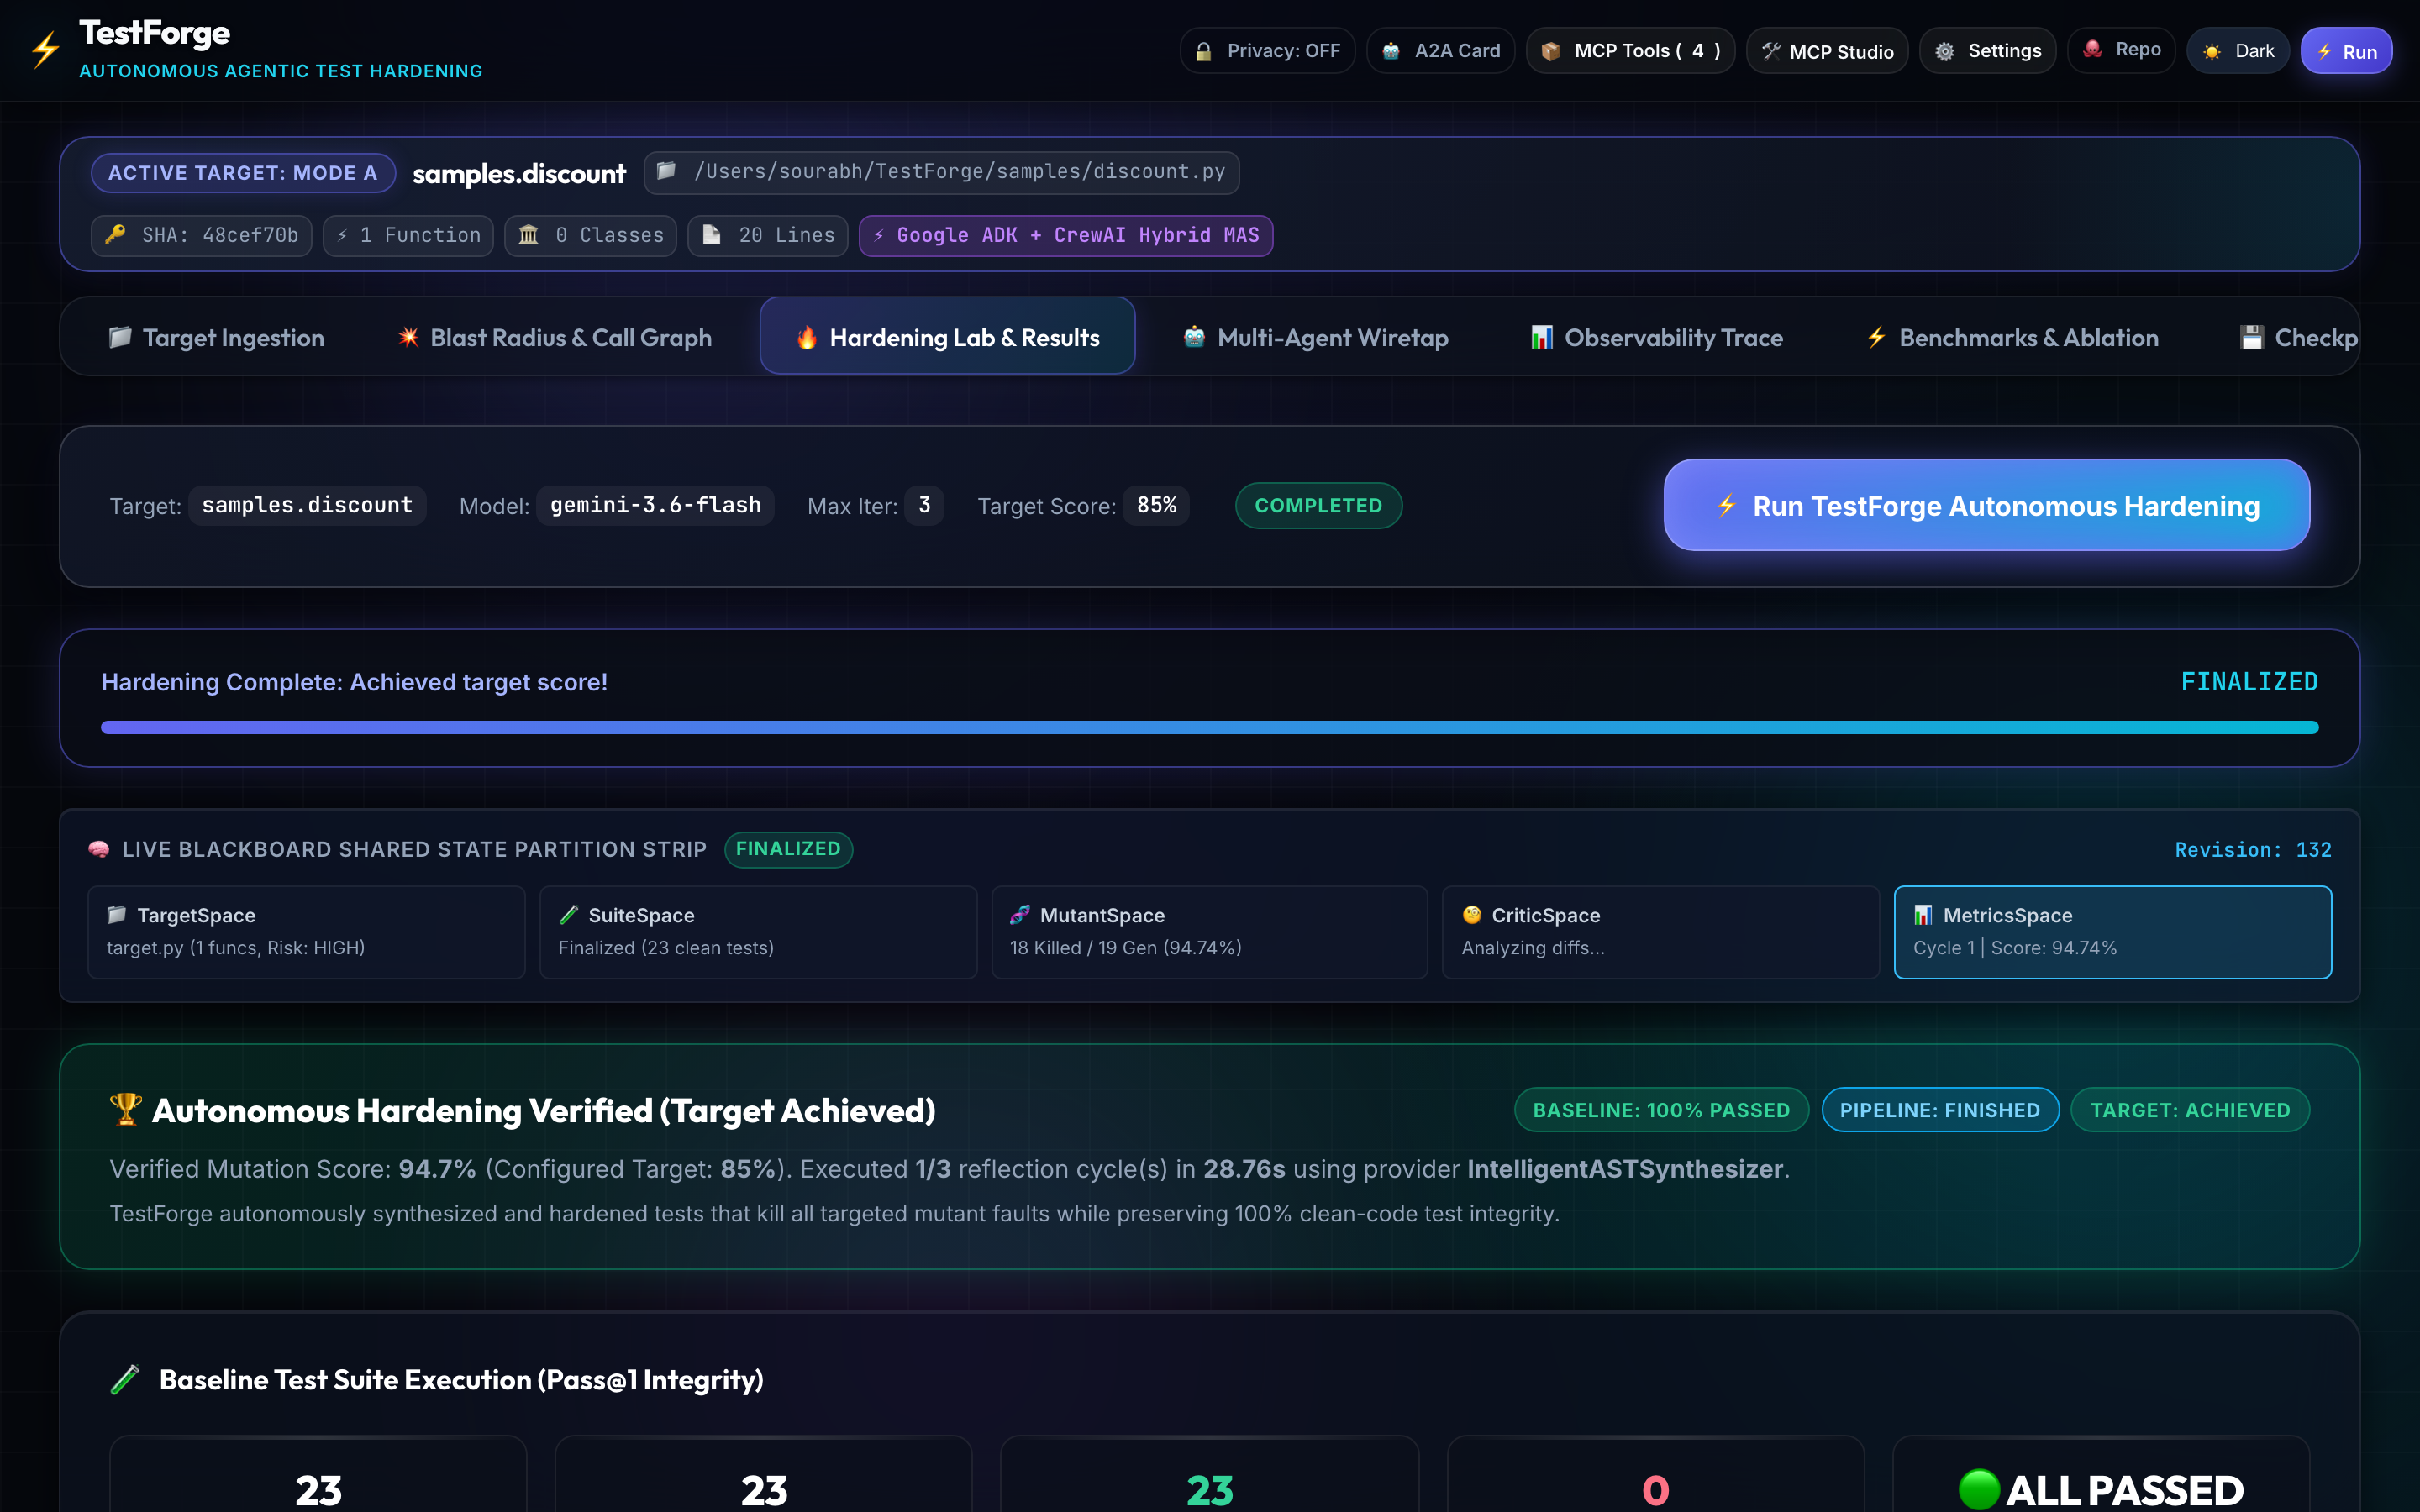 TestForge
AUTONOMOUS AGENTIC TEST HARDENING
Privacy: OFF
A2A Card
MCP Tools ( 4 )
MCP Studio
Settings
Repo
Dark
Run
ACTIVE TARGET: MODE A
samples.discount
/Users/sourabh/TestForge/samples/discount.py
SHA: 48cef70b
1 Function
0 Classes
20 Lines
Google ADK + CrewAI Hybrid MAS
Target Ingestion
Blast Radius & Call Graph
Hardening Lab & Results
Multi-Agent Wiretap
Observability Trace
Benchmarks & Ablation
Checkp
Target: samples.discount
Model: gemini-3.6-flash
Max Iter: 3
Target Score: 85%
COMPLETED
Run TestForge Autonomous Hardening
Hardening Complete: Achieved target score!
FINALIZED
LIVE BLACKBOARD SHARED STATE PARTITION STRIP
FINALIZED
Revision: 132
TargetSpace
target.py (1 funcs, Risk: HIGH)
SuiteSpace
Finalized (23 clean tests)
MutantSpace
18 Killed / 19 Gen (94.74%)
CriticSpace
Analyzing diffs...
MetricsSpace
Cycle 1 | Score: 94.74%
Autonomous Hardening Verified (Target Achieved)
BASELINE: 100% PASSED
PIPELINE: FINISHED
TARGET: ACHIEVED
Verified Mutation Score: 94.7% (Configured Target: 85%). Executed 1/3 reflection cycle(s) in 28.76s using provider IntelligentASTSynthesizer.
TestForge autonomously synthesized and hardened tests that kill all targeted mutant faults while preserving 100% clean-code test integrity.
Baseline Test Suite Execution (Pass@1 Integrity)
23
23
23
0
ALL PASSED